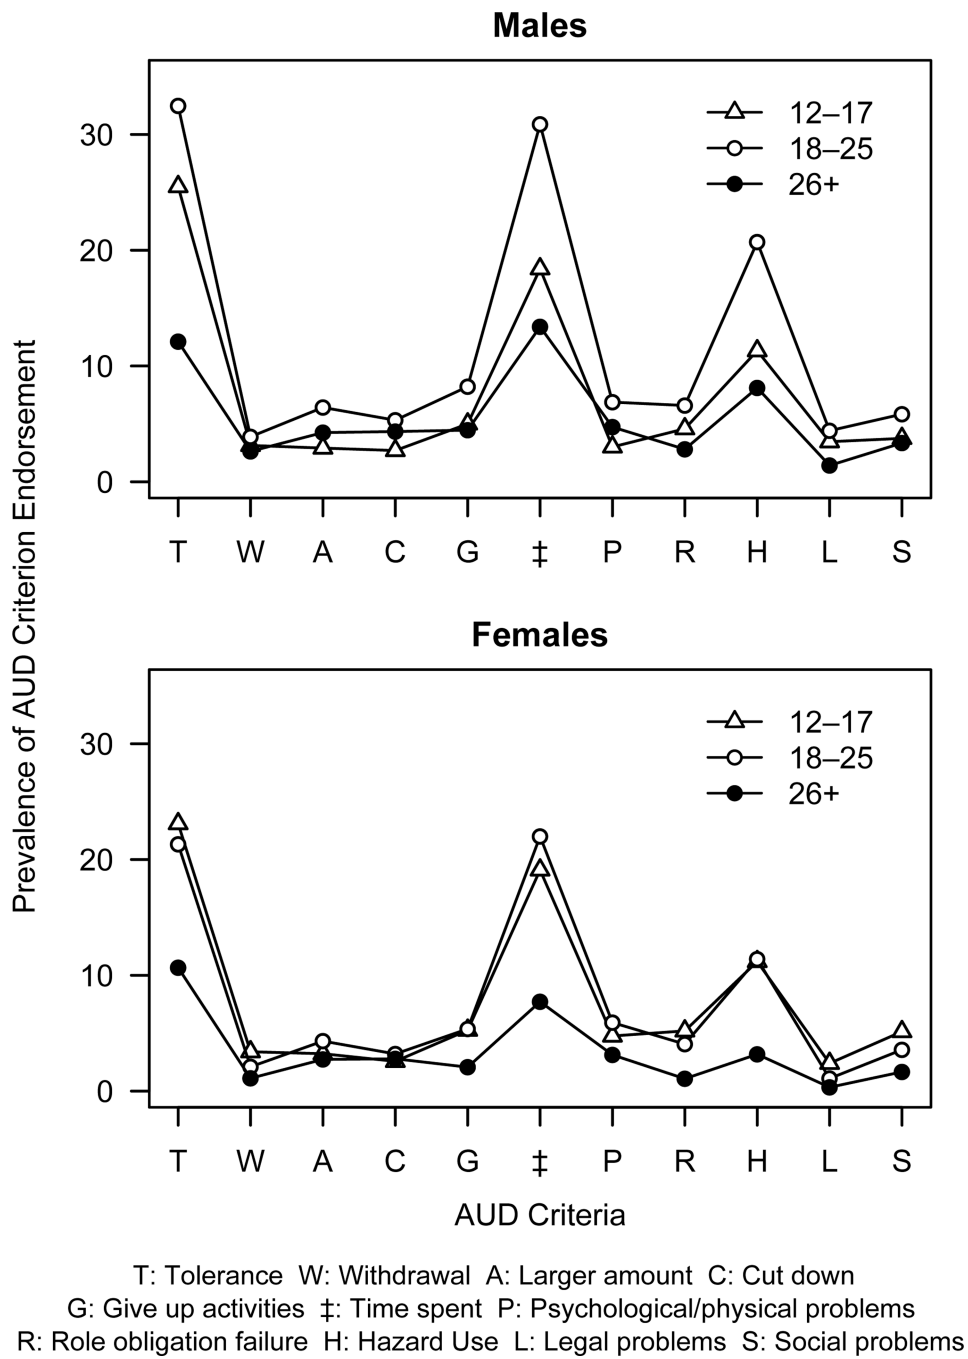 Males
12–17
18–25
26+
30
20
10
0
T W A C G ‡ P R H L S
Prevalence of AUD Criterion Endorsement
Females
12–17
18–25
26+
30
20
10
0
T W A C G ‡ P R H L S
AUD Criteria
T: Tolerance W: Withdrawal A: Larger amount C: Cut down
G: Give up activities ‡: Time spent P: Psychological/physical problems
R: Role obligation failure H: Hazard Use L: Legal problems S: Social problems